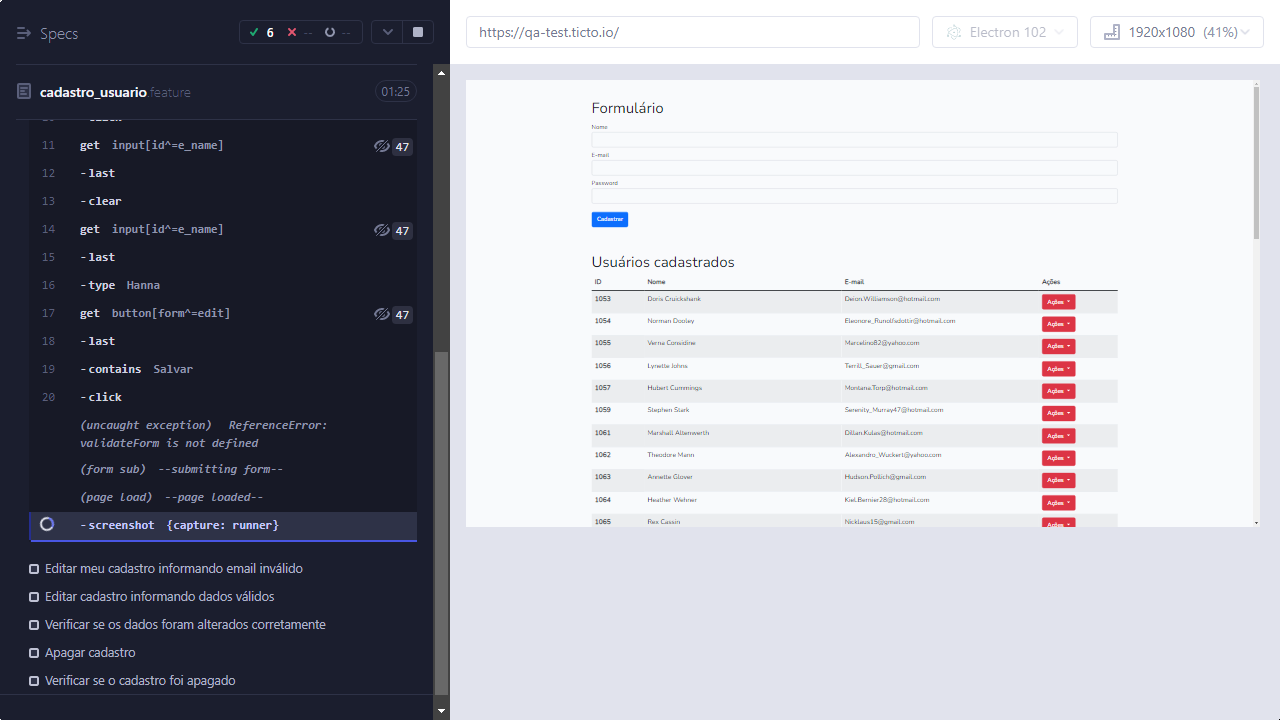 Specs
6
--
--
cadastro_usuario.feature
01:25
11 get input[id^=e_name] 47
12 -last
13 -clear
14 get input[id^=e_name] 47
15 -last
16 -type Hanna
17 get button[form^=edit] 47
18 -last
19 -contains Salvar
20 -click
(uncaught exception) ReferenceError:
validateForm is not defined
(form sub) --submitting form--
(page load) --page loaded--
-screenshot {capture: runner}
Editar meu cadastro informando email inválido
Editar cadastro informando dados válidos
Verificar se os dados foram alterados corretamente
Apagar cadastro
Verificar se o cadastro foi apagado
https://qa-test.ticto.io/
Electron 102
1920x1080 (41%)
Formulário
Nome
E-mail
Password
Cadastrar
Usuários cadastrados
ID Nome E-mail Ações
1053 Doris Cruickshank Deion.Williamson@hotmail.com Ações
1054 Norman Dooley Eleonore_Runolfsdottir@hotmail.com Ações
1055 Verna Considine Marcelino82@yahoo.com Ações
1056 Lynette Johns Terrill_Sauer@gmail.com Ações
1057 Hubert Cummings Montana.Torp@hotmail.com Ações
1059 Stephen Stark Serenity_Murray47@hotmail.com Ações
1061 Marshall Altenwerth Dillan.Kulas@hotmail.com Ações
1062 Theodore Mann Alexandro_Wuckert@yahoo.com Ações
1063 Annette Glover Hudson.Pollich@gmail.com Ações
1064 Heather Wehner Kiel.Bernier28@hotmail.com Ações
1065 Rex Cassin Nicklaus15@gmail.com Ações